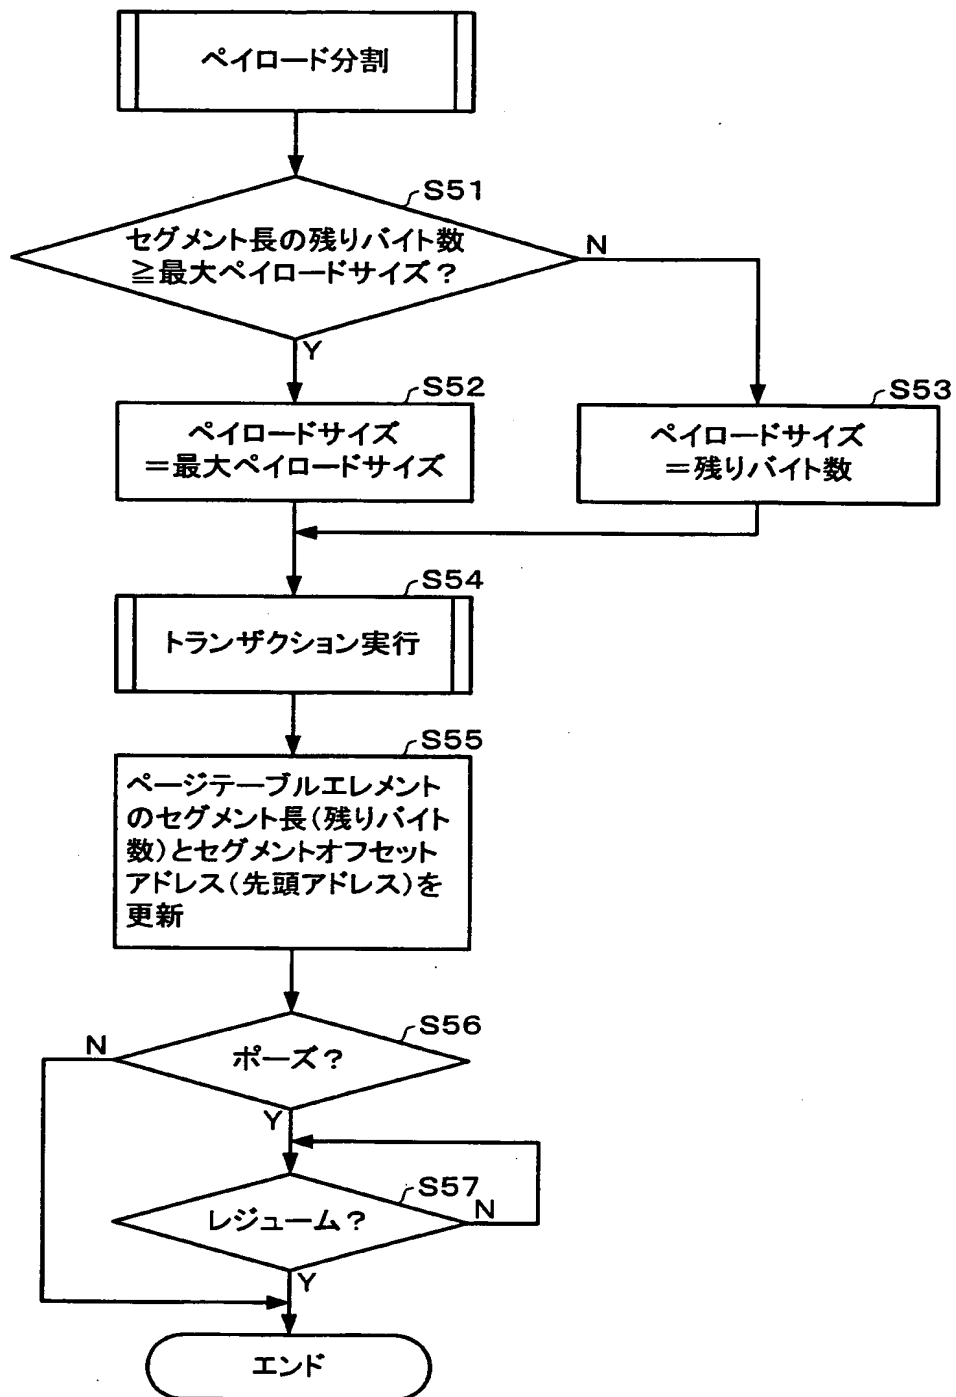 ペイロード分割
S51
セグメント長の残りバイト数
≧最大ペイロードサイズ?
N
Y
S52
ペイロードサイズ
=最大ペイロードサイズ
S53
ペイロードサイズ
=残りバイト数
S54
トランザクション実行
S55
ページテーブルエレメント
のセグメント長(残りバイト
数)とセグメントオフセット
アドレス(先頭アドレス)を
更新
S56
N
ポーズ?
Y
S57
レジューム?
N
Y
エンド